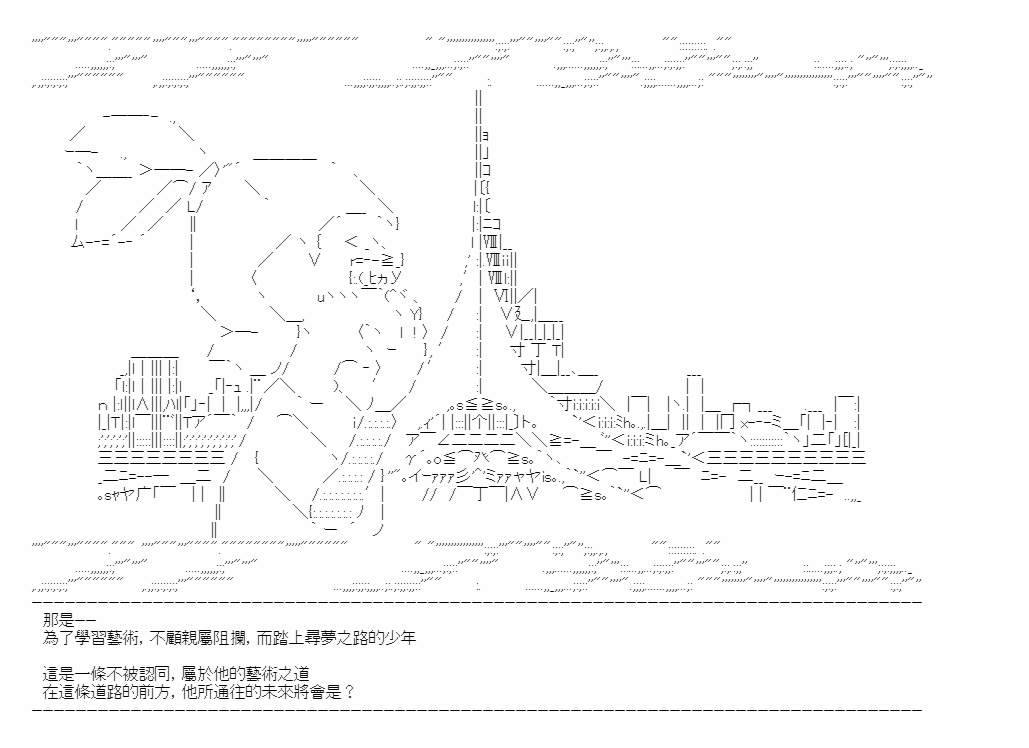 那是——
為了學習藝術, 不顧親屬阻攔, 而踏上尋夢之路的少年
這是一條不被認同, 屬於他的藝術之道
在這條道路的前方, 他所通往的未來將會是？